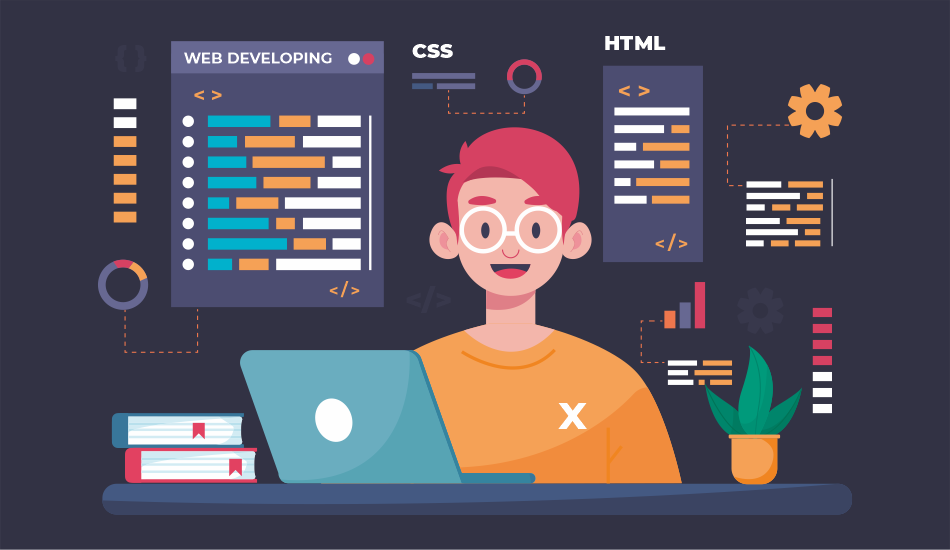 { }
WEB DEVELOPING
CSS
HTML
< >
</>
< >
</>
</>
X